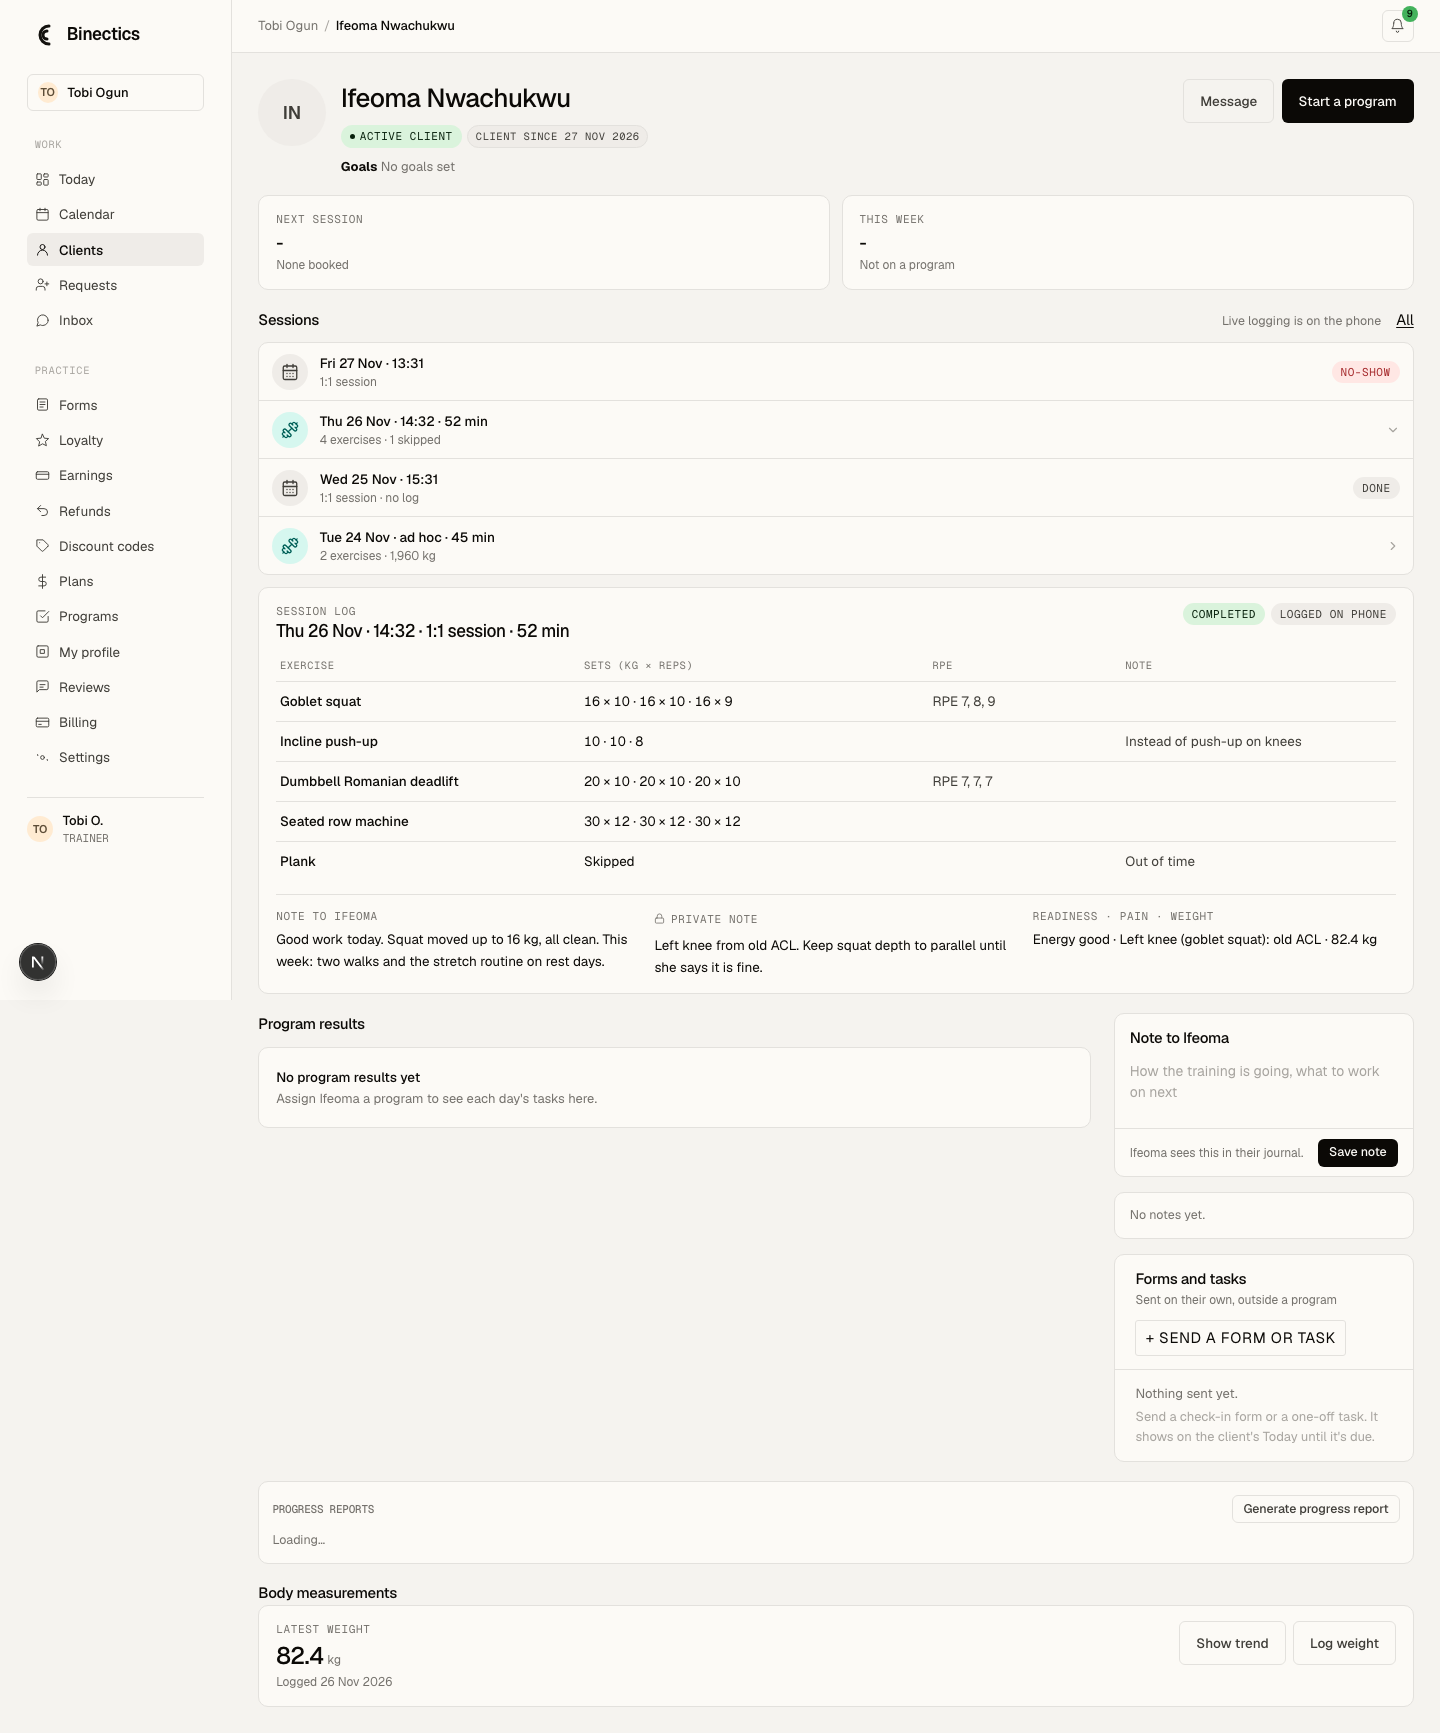 Binectics
TO Tobi Ogun
WORK
Today
Calendar
Clients
Requests
Inbox
PRACTICE
Forms
Loyalty
Earnings
Refunds
Discount codes
Plans
Programs
My profile
Reviews
Billing
Settings
TO Tobi O.
TRAINER
N
Tobi Ogun / Ifeoma Nwachukwu
9
IN
Ifeoma Nwachukwu
ACTIVE CLIENT CLIENT SINCE 27 NOV 2026
Goals No goals set
Message Start a program
NEXT SESSION
-
None booked
THIS WEEK
-
Not on a program
Sessions
Live logging is on the phone All
Fri 27 Nov · 13:31
1:1 session
NO-SHOW
Thu 26 Nov · 14:32 · 52 min
4 exercises · 1 skipped
Wed 25 Nov · 15:31
1:1 session · no log
DONE
Tue 24 Nov · ad hoc · 45 min
2 exercises · 1,960 kg
SESSION LOG
Thu 26 Nov · 14:32 · 1:1 session · 52 min
COMPLETED LOGGED ON PHONE
EXERCISE SETS (KG × REPS) RPE NOTE
Goblet squat 16 × 10 · 16 × 10 · 16 × 9 RPE 7, 8, 9
Incline push-up 10 · 10 · 8 Instead of push-up on knees
Dumbbell Romanian deadlift 20 × 10 · 20 × 10 · 20 × 10 RPE 7, 7, 7
Seated row machine 30 × 12 · 30 × 12 · 30 × 12
Plank Skipped Out of time
NOTE TO IFEOMA
Good work today. Squat moved up to 16 kg, all clean. This
week: two walks and the stretch routine on rest days.
PRIVATE NOTE
Left knee from old ACL. Keep squat depth to parallel until
she says it is fine.
READINESS · PAIN · WEIGHT
Energy good · Left knee (goblet squat): old ACL · 82.4 kg
Program results
No program results yet
Assign Ifeoma a program to see each day's tasks here.
Note to Ifeoma
How the training is going, what to work
on next
Ifeoma sees this in their journal. Save note
No notes yet.
Forms and tasks
Sent on their own, outside a program
+ SEND A FORM OR TASK
Nothing sent yet.
Send a check-in form or a one-off task. It
shows on the client's Today until it's due.
PROGRESS REPORTS
Generate progress report
Loading…
Body measurements
LATEST WEIGHT
82.4 kg
Logged 26 Nov 2026
Show trend Log weight